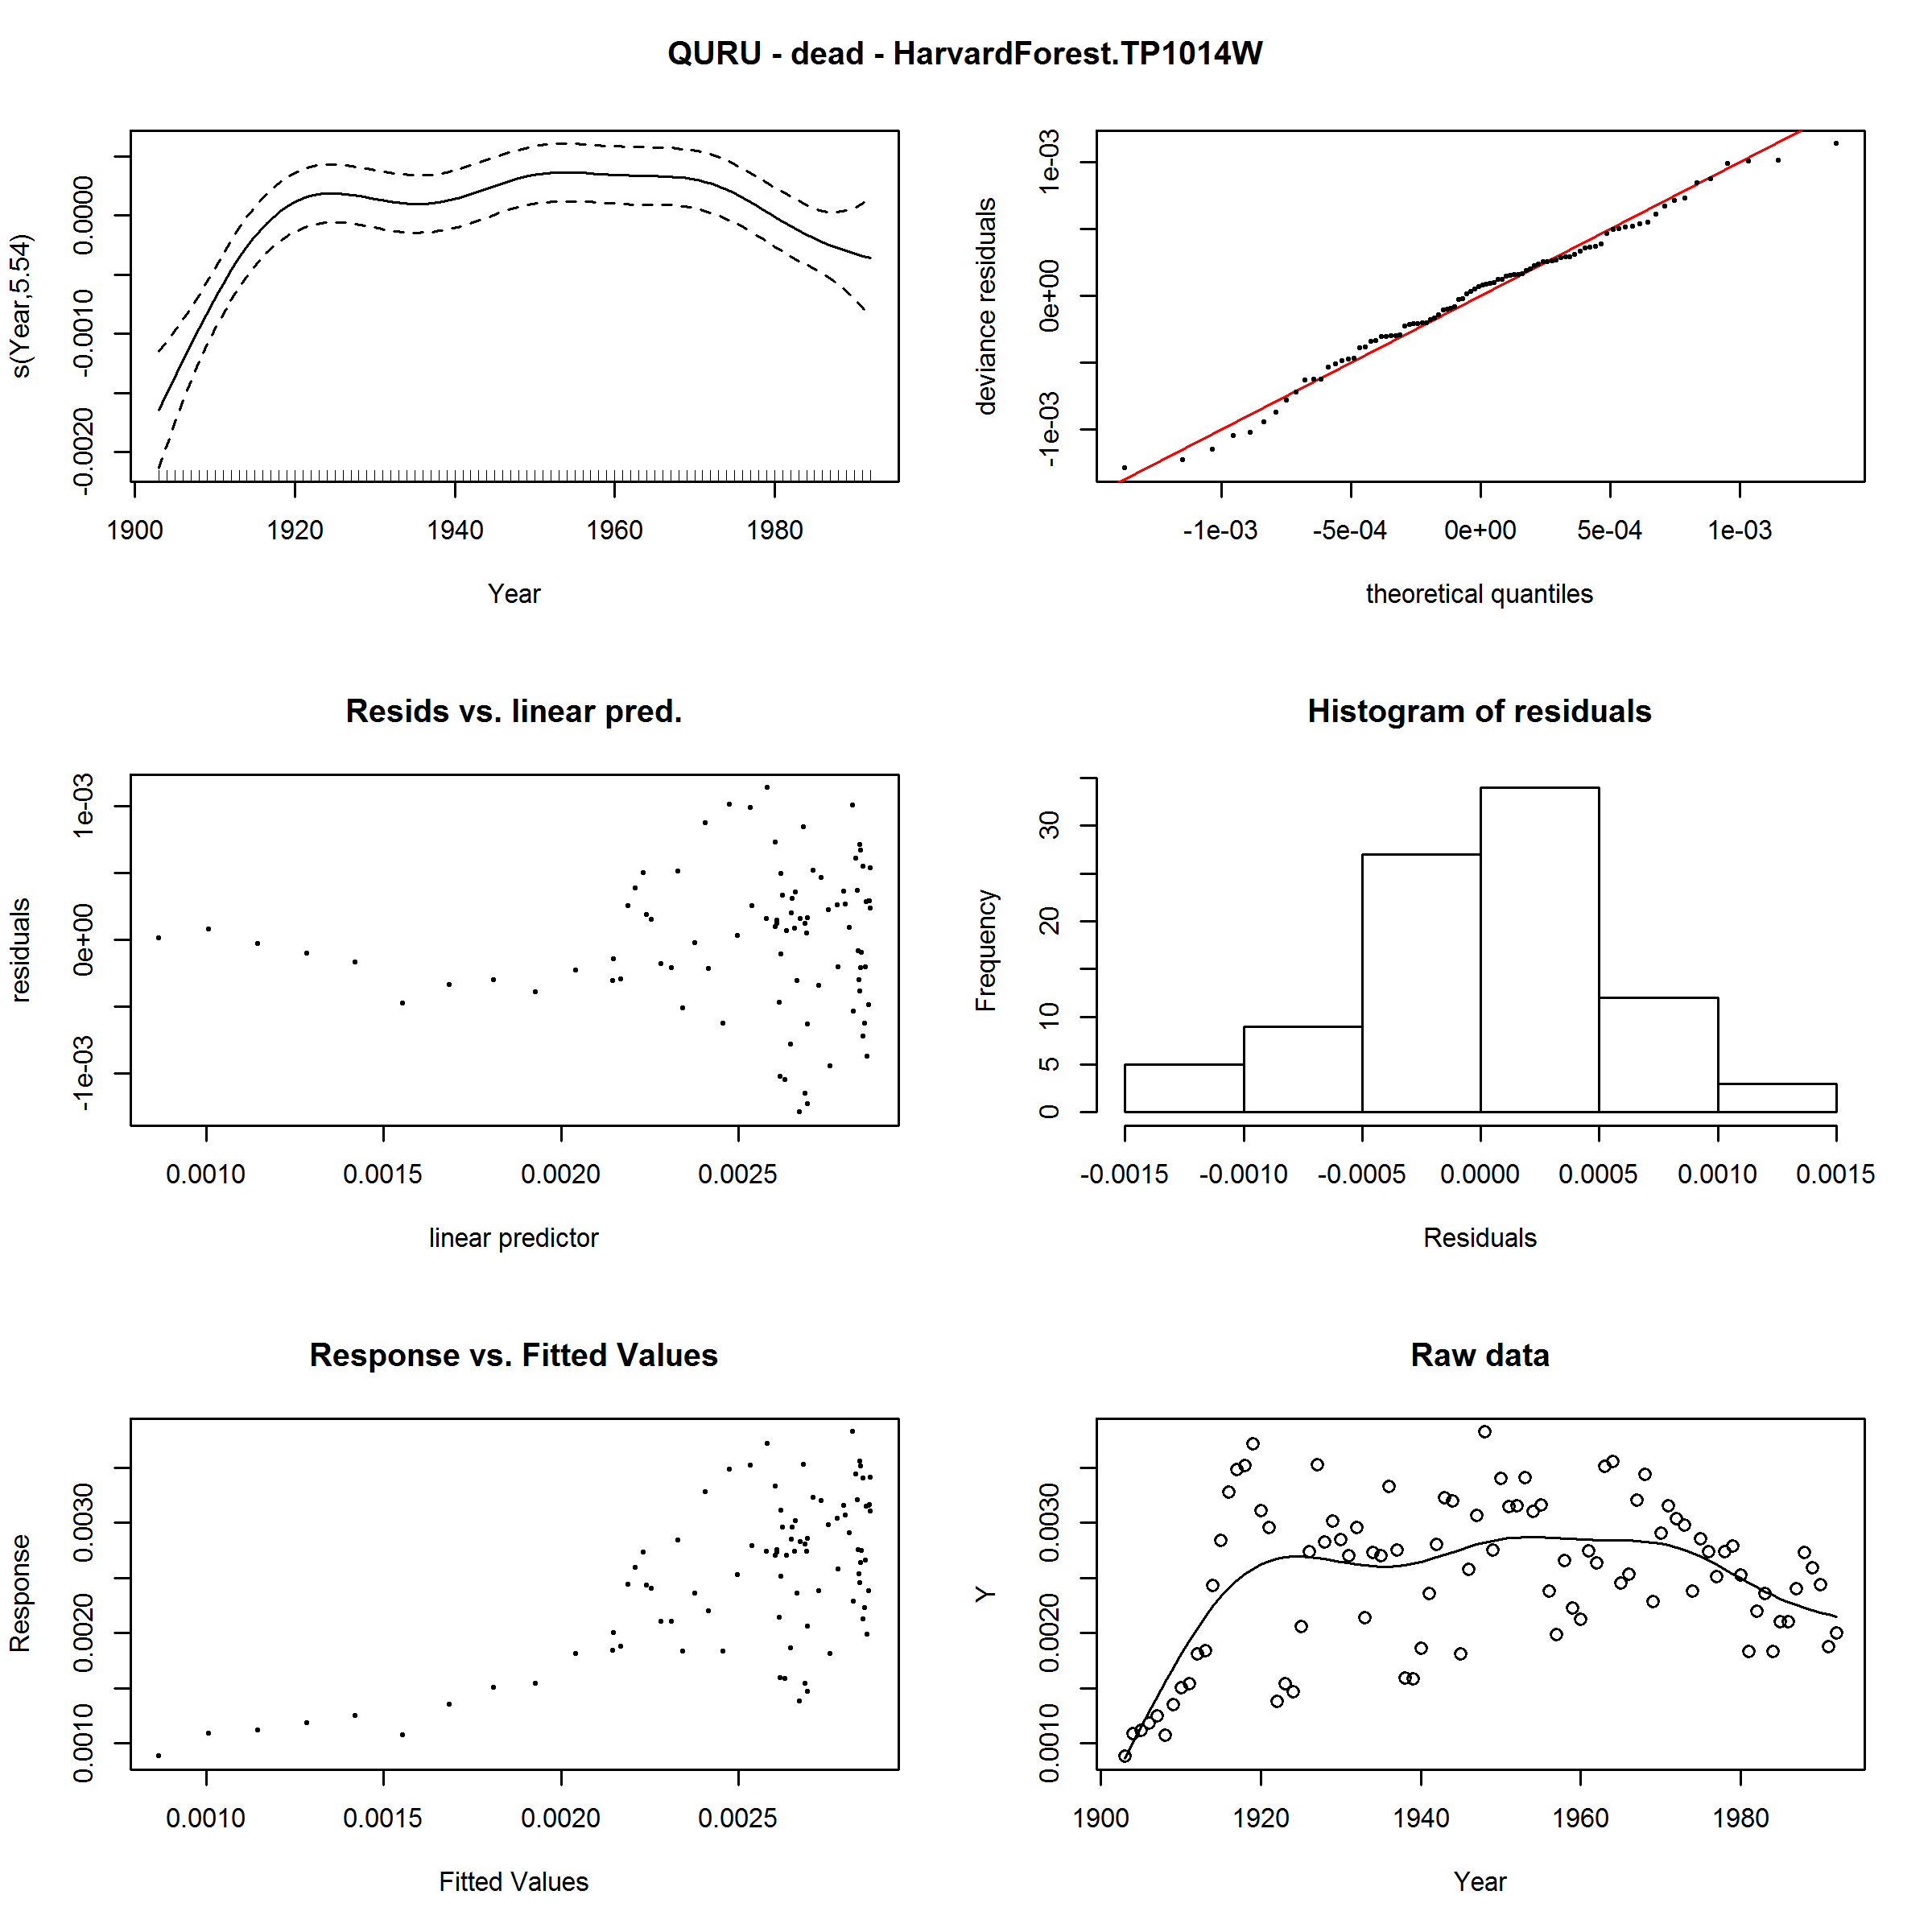 QURU - dead - HarvardForest.TP1014W
s(Year,5.54)
-0.0020 -0.0010 0.0000
1900 1920 1940 1960 1980
Year
deviance residuals
-1e-03 0e+00 1e-03
-1e-03 -5e-04 0e+00 5e-04 1e-03
theoretical quantiles
Resids vs. linear pred.
residuals
-1e-03 0e+00 1e-03
0.0010 0.0015 0.0020 0.0025
linear predictor
Histogram of residuals
Frequency
0 5 10 20 30
-0.0015 -0.0010 -0.0005 0.0000 0.0005 0.0010 0.0015
Residuals
Response vs. Fitted Values
Response
0.0010 0.0020 0.0030
0.0010 0.0015 0.0020 0.0025
Fitted Values
Raw data
Y
0.0010 0.0020 0.0030
1900 1920 1940 1960 1980
Year